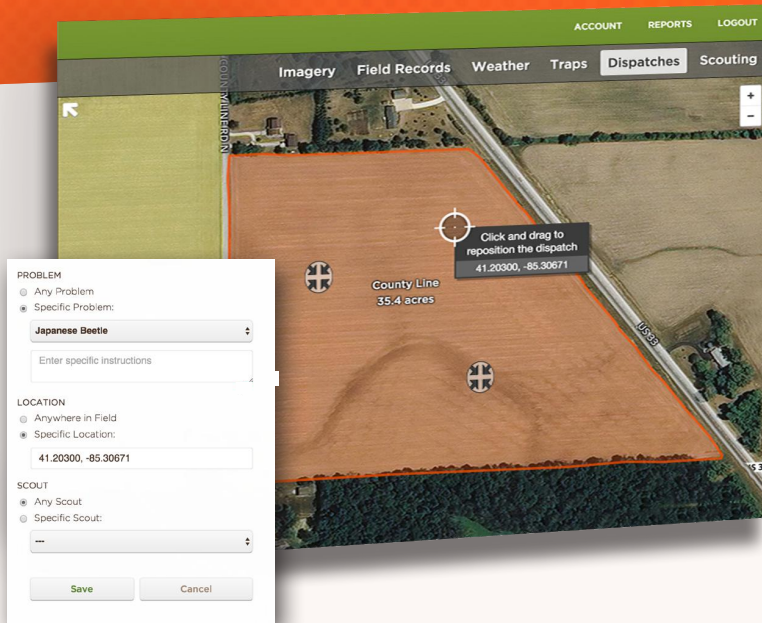 ACCOUNT REPORTS LOGOUT
Imagery Field Records Weather Traps Dispatches Scouting
+
-
COUNTY LINE RD N
Click and drag to
reposition the dispatch
41.20300, -85.30671
County Line
35.4 acres
US 33
PROBLEM
Any Problem
Specific Problem:
Japanese Beetle
Enter specific instructions
LOCATION
Anywhere in Field
Specific Location:
41.20300, -85.30671
SCOUT
Any Scout
Specific Scout:
---
Save Cancel